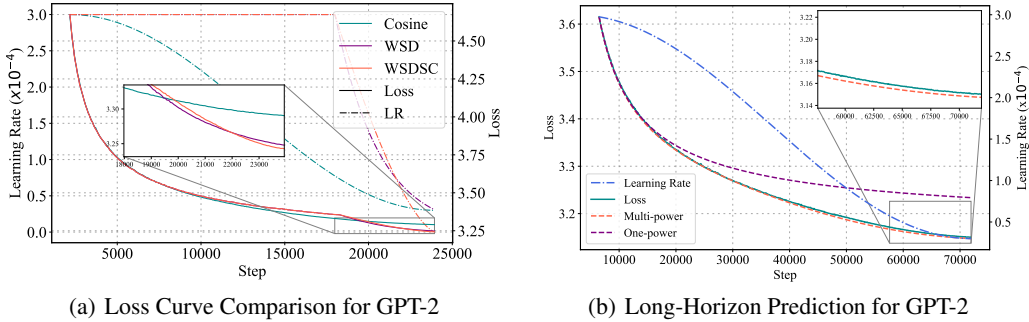 3.0
2.5
2.0
1.5
1.0
0.5
0.0
Learning Rate (x10⁻⁴)
Cosine
WSD
WSDSC
Loss
LR
3.30
3.25
18000 19000 20000 21000 22000 23000
4.50
4.25
4.00
3.75
3.50
3.25
Loss
5000 10000 15000 20000 25000
Step
(a) Loss Curve Comparison for GPT-2
3.6
3.5
3.4
3.3
3.2
Loss
3.22
3.20
3.18
3.16
3.14
60000 62500 65000 67500 70000
Learning Rate
Loss
Multi-power
One-power
3.0
2.5
2.0
1.5
1.0
0.5
Learning Rate (x10⁻⁴)
10000 20000 30000 40000 50000 60000 70000
Step
(b) Long-Horizon Prediction for GPT-2